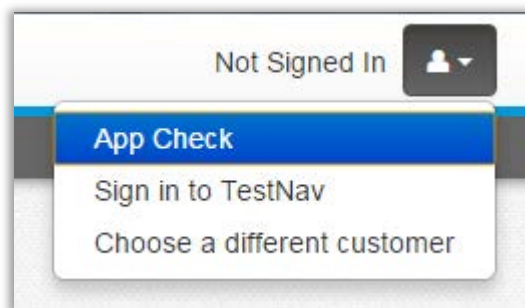 Not Signed In
App Check
Sign in to TestNav
Choose a different customer